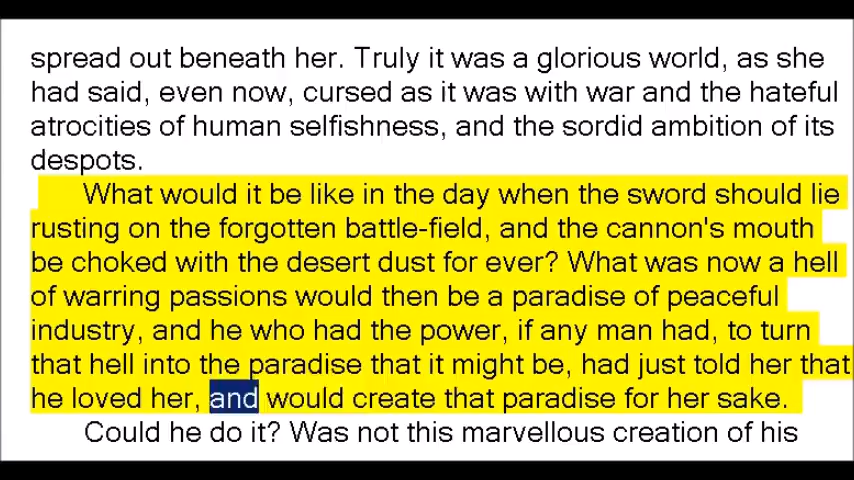 spread out beneath her. Truly it was a glorious world, as she
had said, even now, cursed as it was with war and the hateful
atrocities of human selfishness, and the sordid ambition of its
despots.
What would it be like in the day when the sword should lie
rusting on the forgotten battle-field, and the cannon's mouth
be choked with the desert dust for ever? What was now a hell
of warring passions would then be a paradise of peaceful
industry, and he who had the power, if any man had, to turn
that hell into the paradise that it might be, had just told her that
he loved her, and would create that paradise for her sake.
Could he do it? Was not this marvellous creation of his